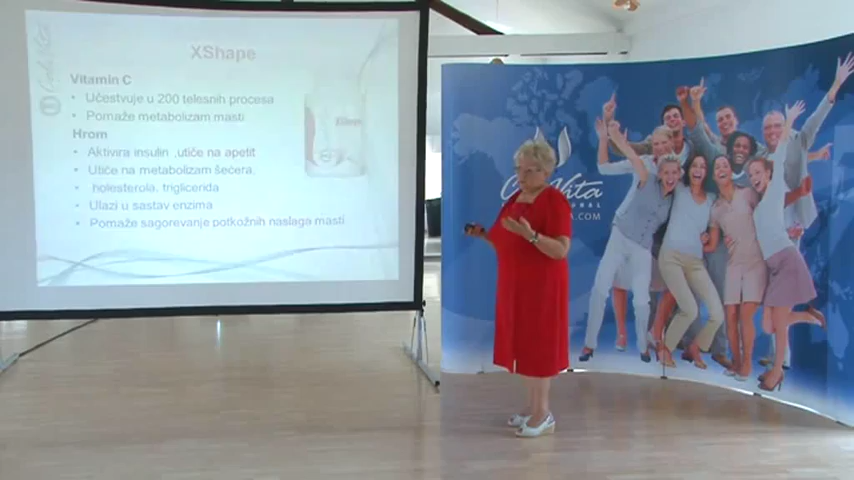 XShape
Vitamin C
• Učestvuje u 200 telesnih procesa
• Pomaže metabolizam masti
Hrom
• Aktivira insulin ,utiče na apetit
• Utiče na metabolizam šećera,
• holesterola, triglicerida
• Ulazi u sastav enzima
• Pomaže sagorevanje potkožnih naslaga masti